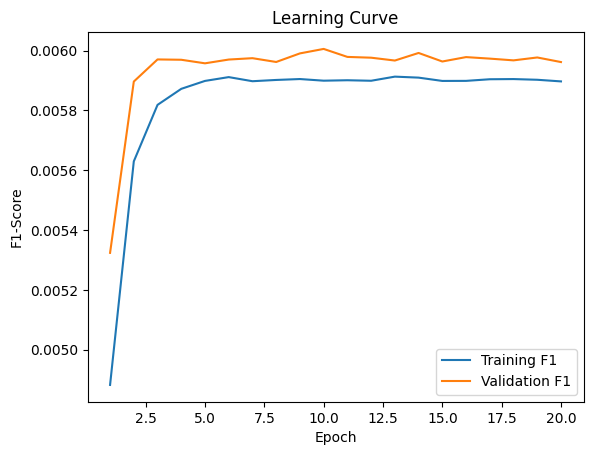 Learning Curve
0.0060
0.0058
0.0056
0.0054
0.0052
0.0050
F1-Score
2.5 5.0 7.5 10.0 12.5 15.0 17.5 20.0
Epoch
Training F1
Validation F1